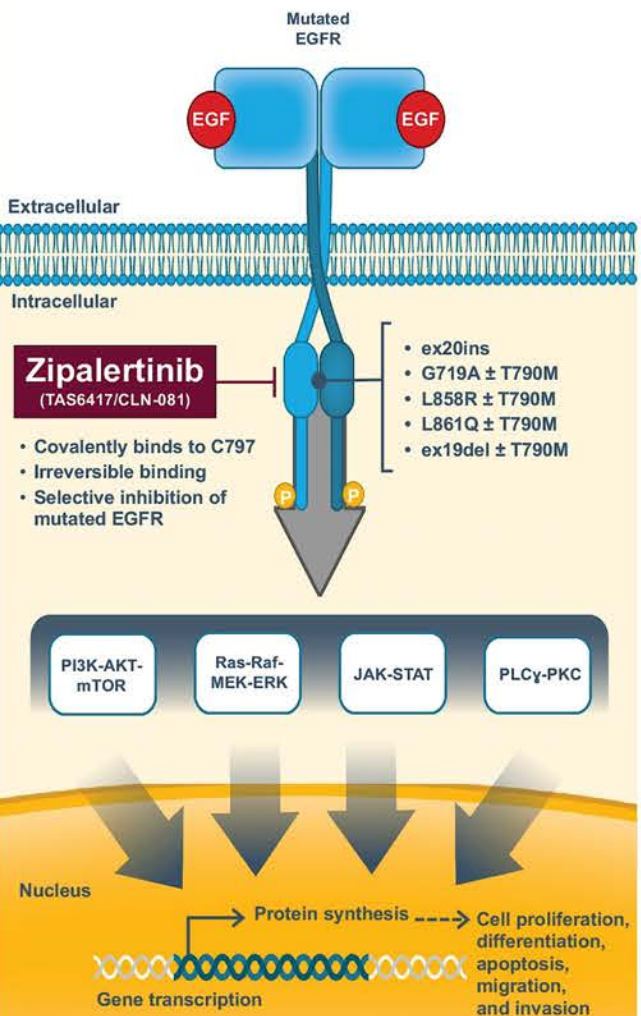 Mutated
EGFR
EGF
EGF
Extracellular
Intracellular
Zipalertinib
(TAS6417/CLN-081)
• Covalently binds to C797
• Irreversible binding
• Selective inhibition of
mutated EGFR
• ex20ins
• G719A ± T790M
• L858R ± T790M
• L861Q ± T790M
• ex19del ± T790M
P
P
PI3K-AKT-
mTOR
Ras-Raf-
MEK-ERK
JAK-STAT
PLCɣ-PKC
Nucleus
Protein synthesis
Cell proliferation,
differentiation,
apoptosis,
migration,
and invasion
Gene transcription